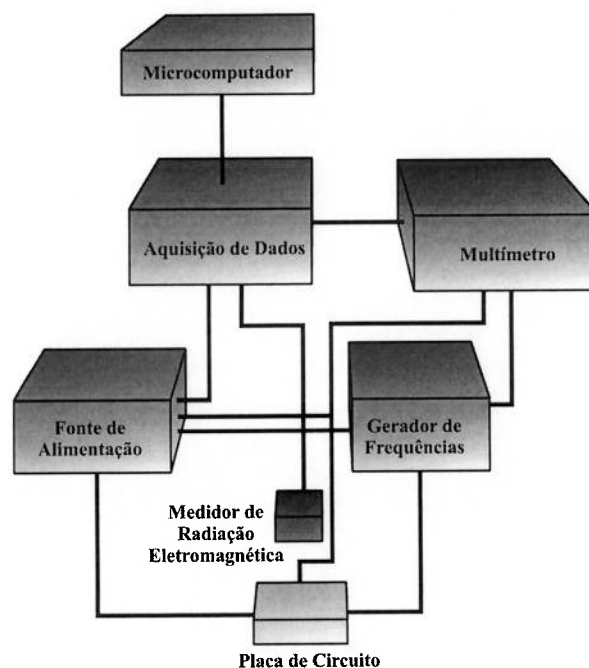 Microcomputador
Aquisição de Dados
Multímetro
Fonte de
Alimentação
Gerador de
Frequências
Medidor de
Radiação
Eletromagnética
Placa de Circuito